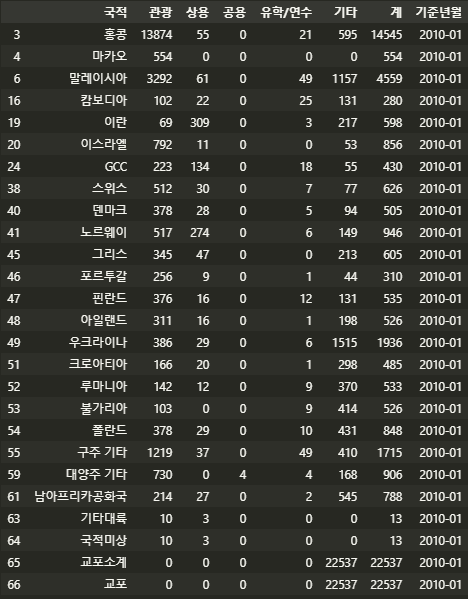 국적 관광 상용 공용 유학/연수 기타 계 기준년월
3 홍콩 13874 55 0 21 595 14545 2010-01
4 마카오 554 0 0 0 0 554 2010-01
6 말레이시아 3292 61 0 49 1157 4559 2010-01
16 캄보디아 102 22 0 25 131 280 2010-01
19 이란 69 309 0 3 217 598 2010-01
20 이스라엘 792 11 0 0 53 856 2010-01
24 GCC 223 134 0 18 55 430 2010-01
38 스위스 512 30 0 7 77 626 2010-01
40 덴마크 378 28 0 5 94 505 2010-01
41 노르웨이 517 274 0 6 149 946 2010-01
45 그리스 345 47 0 0 213 605 2010-01
46 포르투갈 256 9 0 1 44 310 2010-01
47 핀란드 376 16 0 12 131 535 2010-01
48 아일랜드 311 16 0 1 198 526 2010-01
49 우크라이나 386 29 0 6 1515 1936 2010-01
51 크로아티아 166 20 0 1 298 485 2010-01
52 루마니아 142 12 0 9 370 533 2010-01
53 불가리아 103 0 0 9 414 526 2010-01
54 폴란드 378 29 0 10 431 848 2010-01
55 구주 기타 1219 37 0 49 410 1715 2010-01
59 대양주 기타 730 0 4 4 168 906 2010-01
61 남아프리카공화국 214 27 0 2 545 788 2010-01
63 기타대륙 10 3 0 0 0 13 2010-01
64 국적미상 10 3 0 0 0 13 2010-01
65 교포소계 0 0 0 0 22537 22537 2010-01
66 교포 0 0 0 0 22537 22537 2010-01